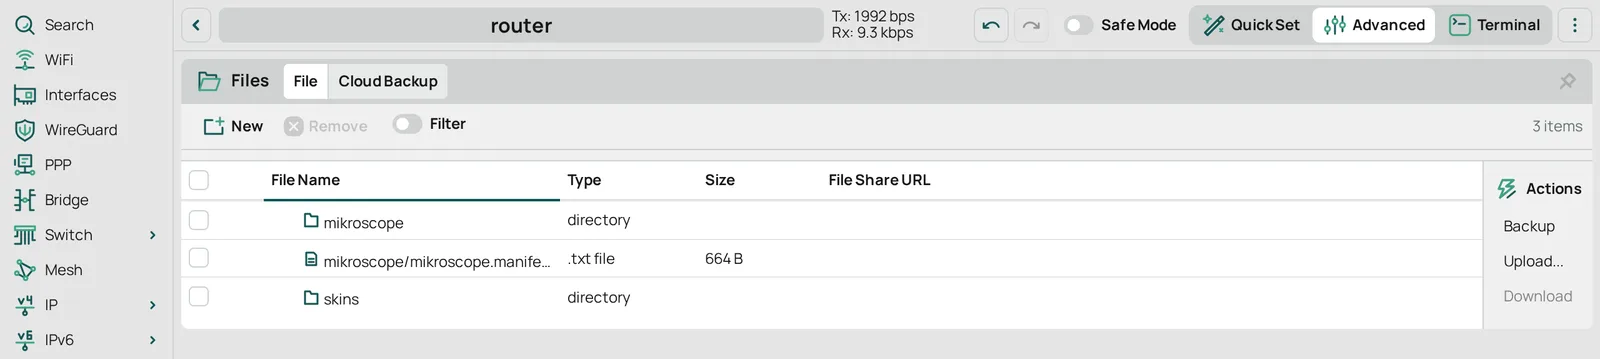 Search
WiFi
Interfaces
WireGuard
PPP
Bridge
Switch
Mesh
v4 IP
v6 IPv6
router
Tx: 1992 bps
Rx: 9.3 kbps
Safe Mode
Quick Set
Advanced
Terminal
Files
File
Cloud Backup
New
Remove
Filter
3 items
File Name Type Size File Share URL
mikroscope directory
mikroscope/mikroscope.manife... .txt file 664 B
skins directory
Actions
Backup
Upload...
Download